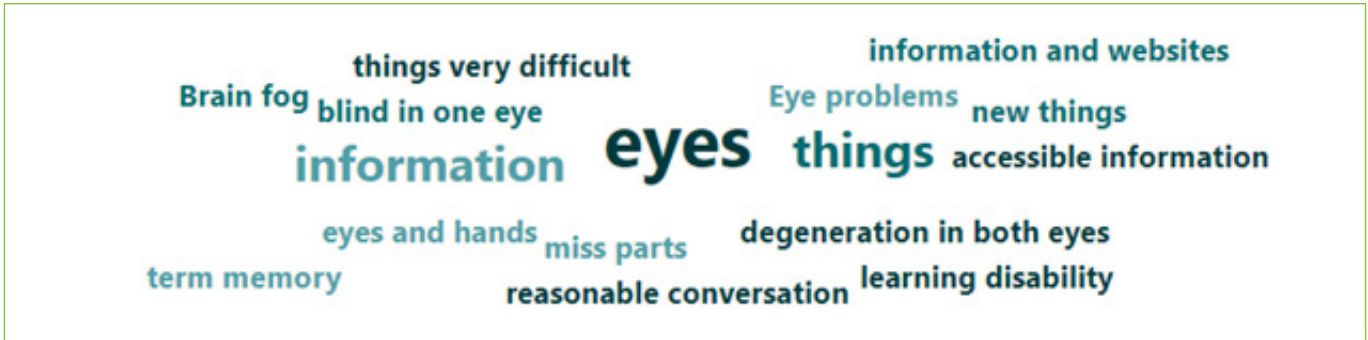 information and websites
things very difficult
Brain fog
Eye problems
blind in one eye
new things
eyes
things
information
accessible information
eyes and hands
degeneration in both eyes
miss parts
term memory
learning disability
reasonable conversation